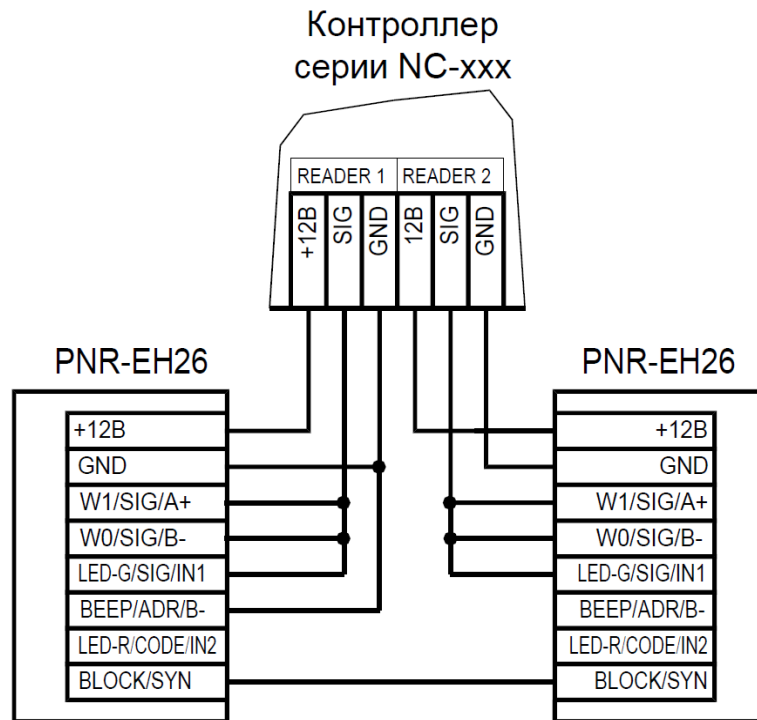 Контроллер
серии NC-xxx
READER 1 READER 2
+12В SIG GND 12В SIG GND
PNR-EH26
+12В
GND
W1/SIG/A+
W0/SIG/B-
LED-G/SIG/IN1
BEEP/ADR/B-
LED-R/CODE/IN2
BLOCK/SYN
PNR-EH26
+12В
GND
W1/SIG/A+
W0/SIG/B-
LED-G/SIG/IN1
BEEP/ADR/B-
LED-R/CODE/IN2
BLOCK/SYN